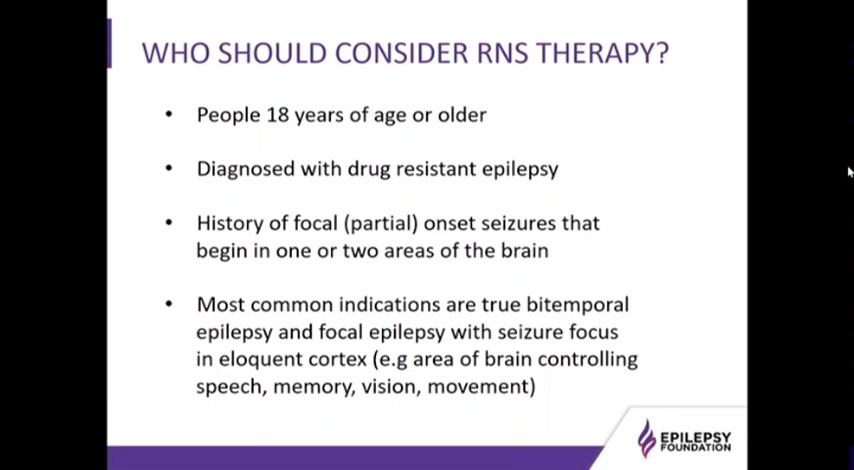 WHO SHOULD CONSIDER RNS THERAPY?
• People 18 years of age or older
• Diagnosed with drug resistant epilepsy
• History of focal (partial) onset seizures that
begin in one or two areas of the brain
• Most common indications are true bitemporal
epilepsy and focal epilepsy with seizure focus
in eloquent cortex (e.g area of brain controlling
speech, memory, vision, movement)
EPILEPSY
FOUNDATION